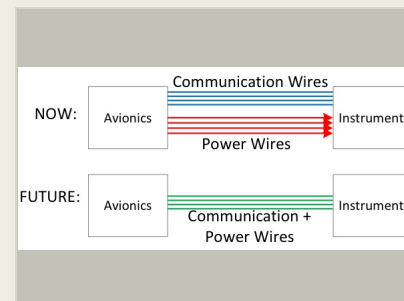 Communication Wires
NOW:
Avionics
Instrument
Power Wires
FUTURE:
Avionics
Instrument
Communication +
Power Wires